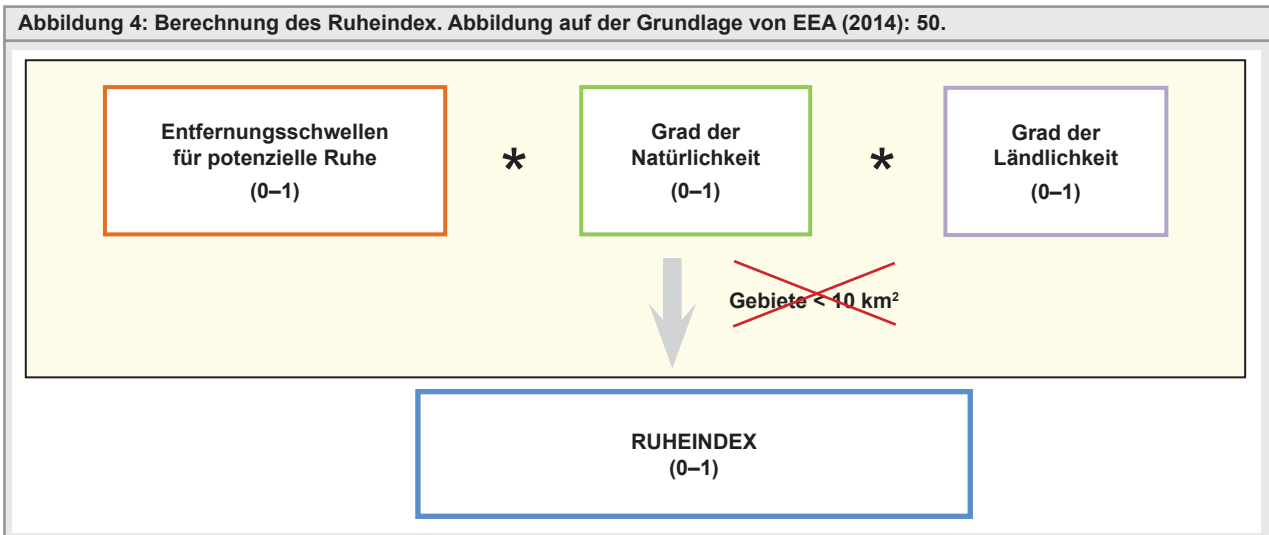 Abbildung 4: Berechnung des Ruheindex. Abbildung auf der Grundlage von EEA (2014): 50.
Entfernungsschwellen
für potenzielle Ruhe
(0–1)
*
Grad der
Natürlichkeit
(0–1)
*
Grad der
Ländlichkeit
(0–1)
Gebiete < 10 km²
RUHEINDEX
(0–1)